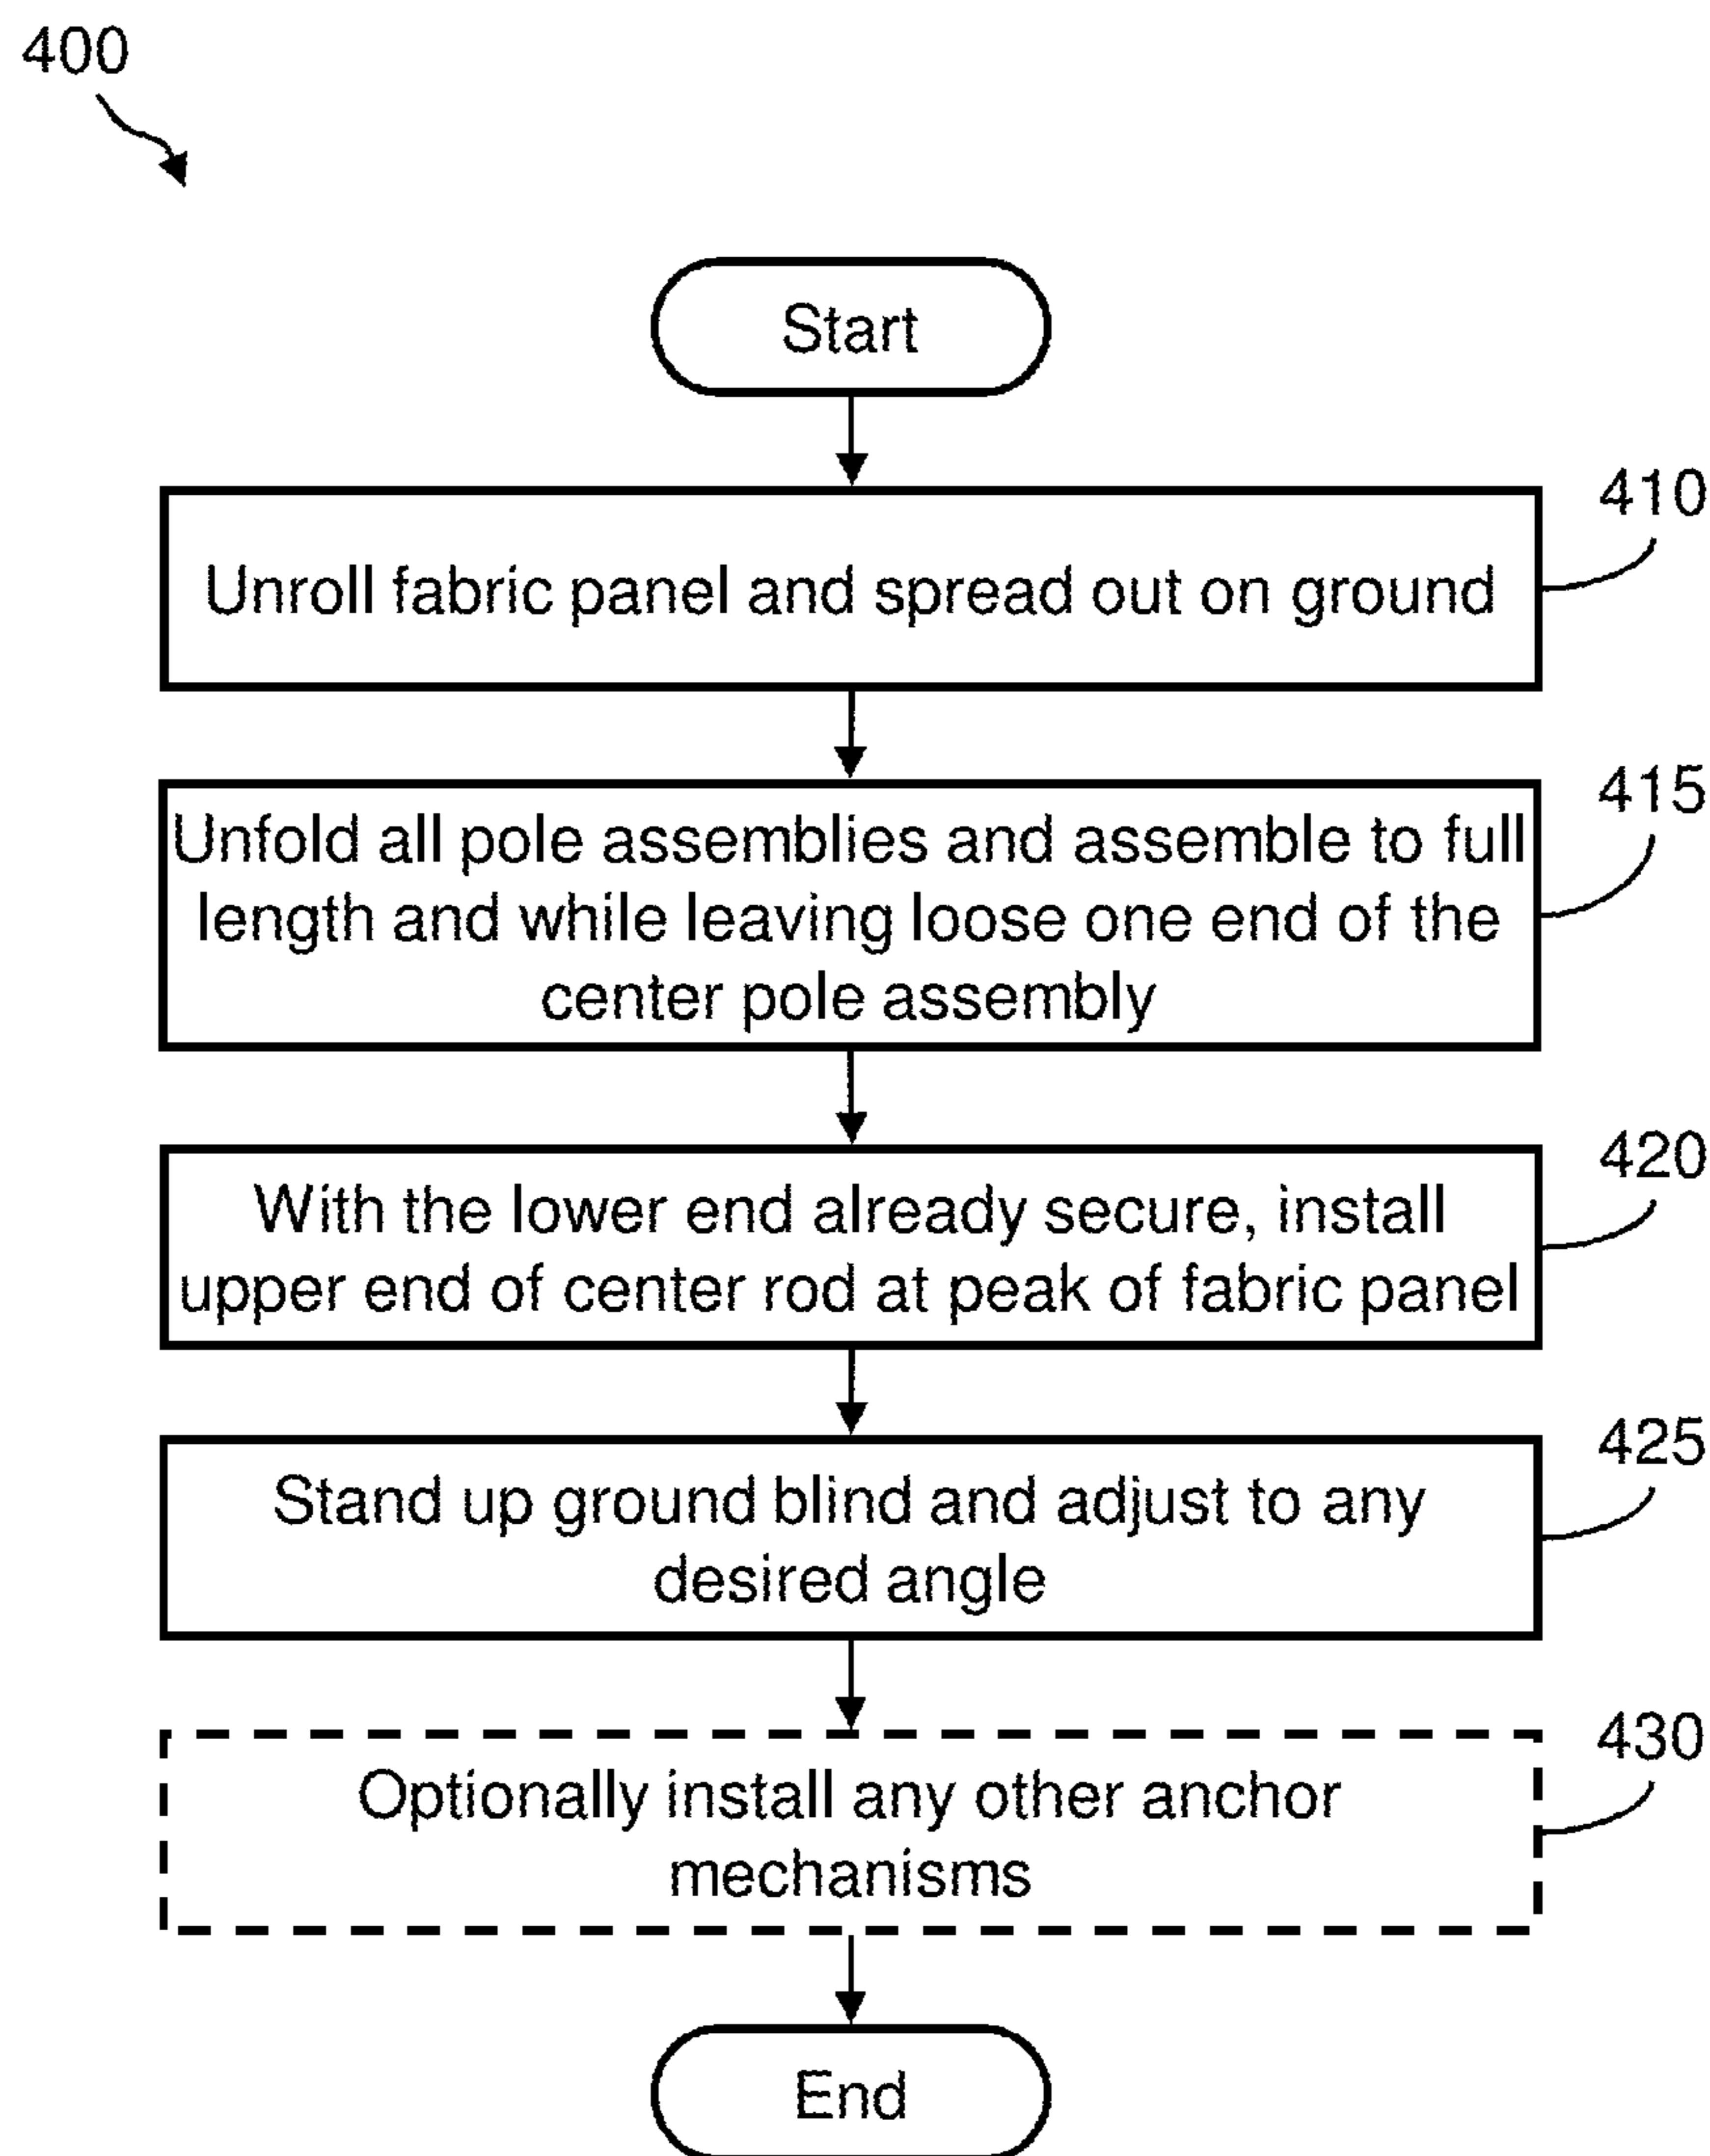 400
Start
410
Unroll fabric panel and spread out on ground
415
Unfold all pole assemblies and assemble to full
length and while leaving loose one end of the
center pole assembly
420
With the lower end already secure, install
upper end of center rod at peak of fabric panel
425
Stand up ground blind and adjust to any
desired angle
430
Optionally install any other anchor
mechanisms
End